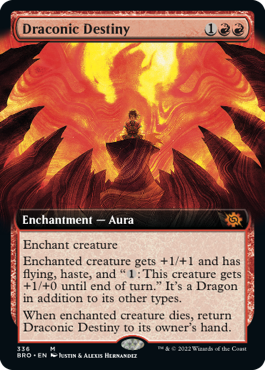 Draconic Destiny 1
Enchantment — Aura
Enchant creature
Enchanted creature gets +1/+1 and has
flying, haste, and “1: This creature gets
+1/+0 until end of turn.” It’s a Dragon
in addition to its other types.
When enchanted creature dies, return
Draconic Destiny to its owner’s hand.
336 M
BRO • EN Justin & Alexis Hernandez ™ & © 2022 Wizards of the Coast